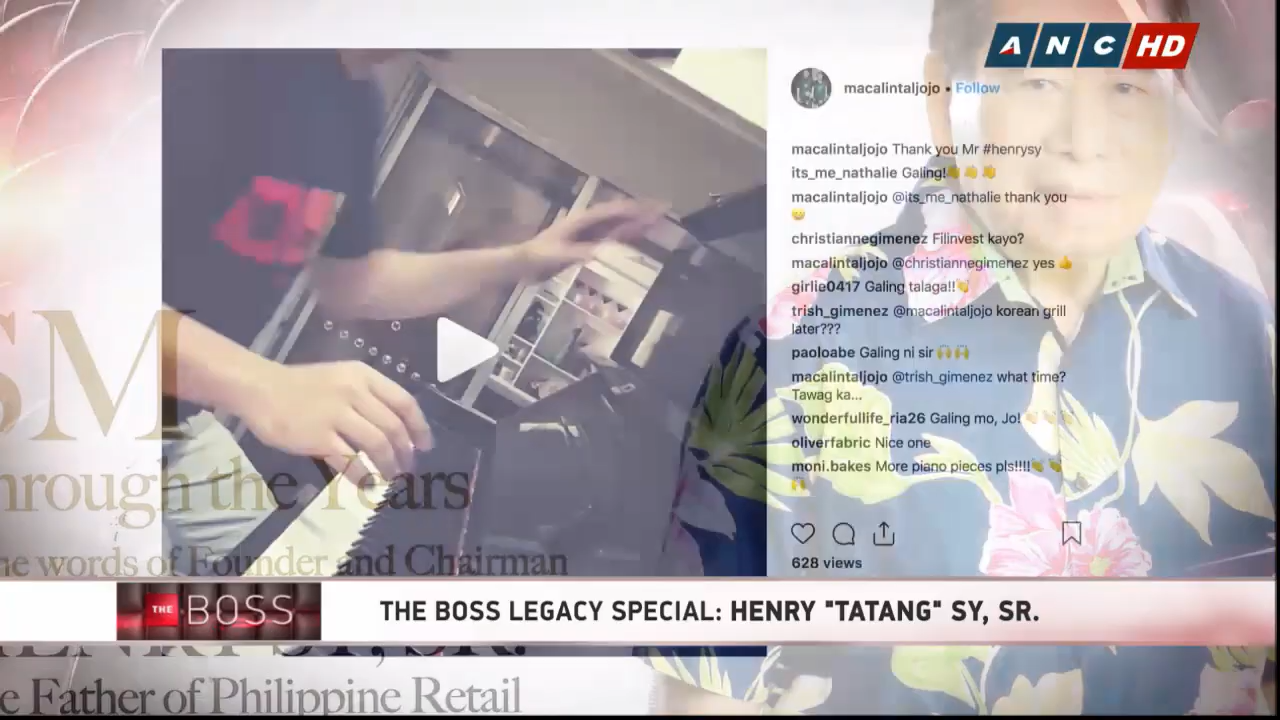 ANC HD
macalintaljojo • Follow
macalintaljojo Thank you Mr #henrysy
its_me_nathalie Galing!👏👏👏
macalintaljojo @its_me_nathalie thank you
😊
christiannegimenez Filinvest kayo?
macalintaljojo @christiannegimenez yes 👍
girlie0417 Galing talaga!!👏
trish_gimenez @macalintaljojo korean grill
later???
paoloabe Galing ni sir 🙌🙌
macalintaljojo @trish_gimenez what time?
Tawag ka...
wonderfullife_ria26 Galing mo, Jo! 👏👏👏
oliverfabric Nice one
moni.bakes More piano pieces pls!!!!👏👏
🙌
628 views
SM
hrough the Years
he words of Founder and Chairman
THE BOSS
THE BOSS LEGACY SPECIAL: HENRY "TATANG" SY, SR.
e Father of Philippine Retail